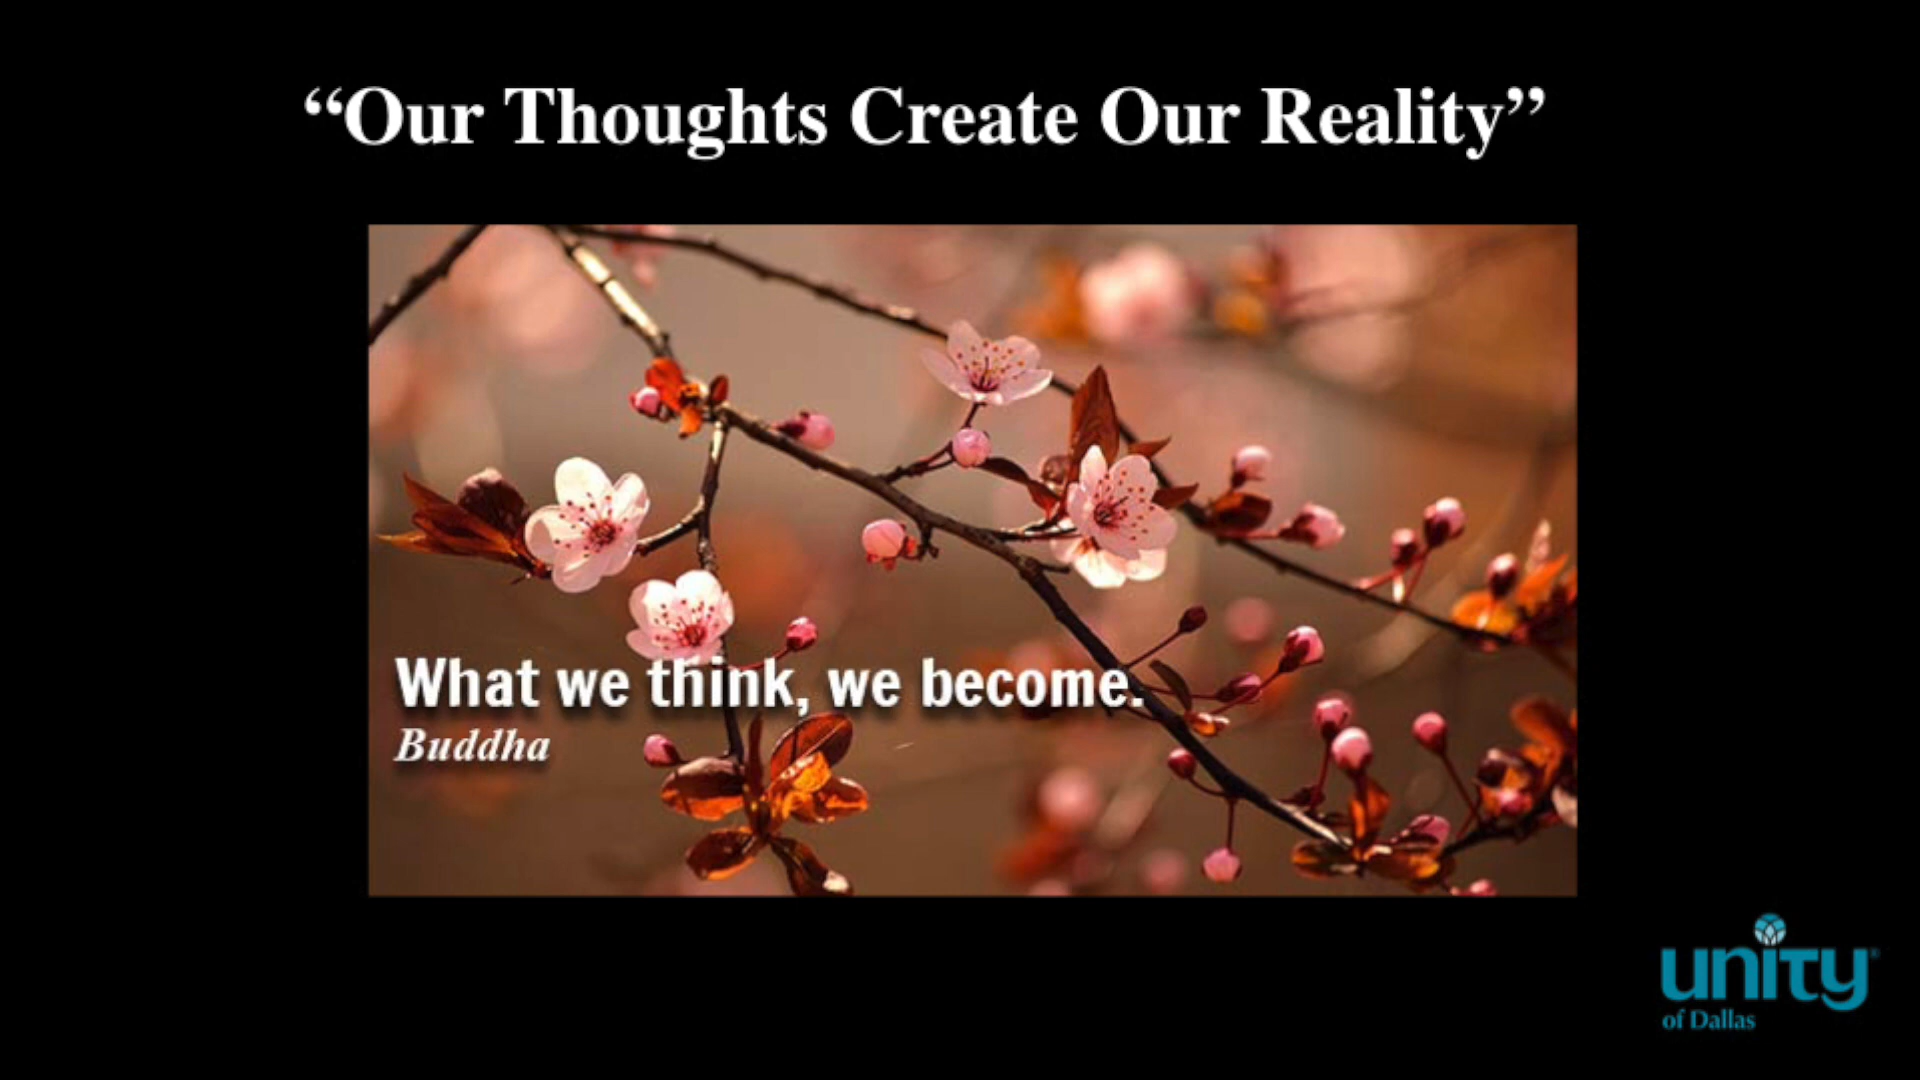 “Our Thoughts Create Our Reality”
What we think, we become.
Buddha
unity®
of Dallas